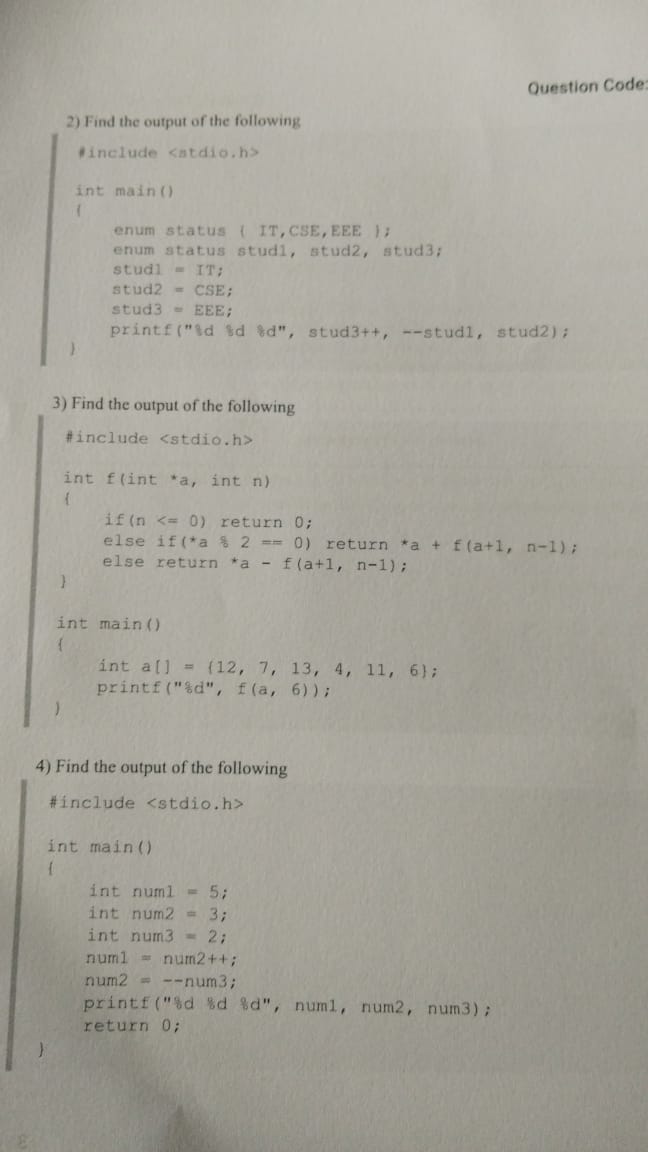 Question Code:
2) Find the output of the following
#include <stdio.h>
int main()
{
enum status { IT,CSE,EEE };
enum status stud1, stud2, stud3;
stud1 = IT;
stud2 = CSE;
stud3 = EEE;
printf("%d %d %d", stud3++, --stud1, stud2);
}
3) Find the output of the following
#include <stdio.h>
int f(int *a, int n)
{
if(n <= 0) return 0;
else if(*a % 2 == 0) return *a + f(a+1, n-1);
else return *a - f(a+1, n-1);
}
int main()
{
int a[] = {12, 7, 13, 4, 11, 6};
printf("%d", f(a, 6));
}
4) Find the output of the following
#include <stdio.h>
int main()
{
int num1 = 5;
int num2 = 3;
int num3 = 2;
num1 = num2++;
num2 = --num3;
printf("%d %d %d", num1, num2, num3);
return 0;
}